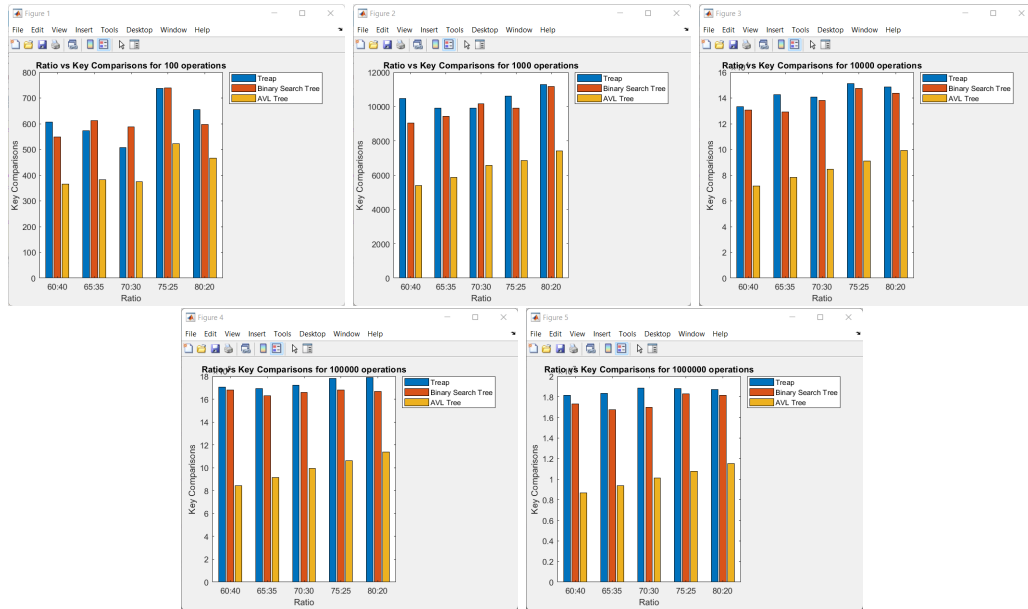 Figure 1
File Edit View Insert Tools Desktop Window Help
Ratio vs Key Comparisons for 100 operations
800
700
600
500
400
300
200
100
0
Key Comparisons
60:40 65:35 70:30 75:25 80:20
Ratio
Treap
Binary Search Tree
AVL Tree
Figure 2
File Edit View Insert Tools Desktop Window Help
Ratio vs Key Comparisons for 1000 operations
12000
10000
8000
6000
4000
2000
0
Key Comparisons
60:40 65:35 70:30 75:25 80:20
Ratio
Treap
Binary Search Tree
AVL Tree
Figure 3
File Edit View Insert Tools Desktop Window Help
Ratio vs Key Comparisons for 10000 operations
16
14
12
10
8
6
4
2
0
Key Comparisons
60:40 65:35 70:30 75:25 80:20
Ratio
Treap
Binary Search Tree
AVL Tree
Figure 4
File Edit View Insert Tools Desktop Window Help
Ratio vs Key Comparisons for 100000 operations
18
16
14
12
10
8
6
4
2
0
Key Comparisons
60:40 65:35 70:30 75:25 80:20
Ratio
Treap
Binary Search Tree
AVL Tree
Figure 5
File Edit View Insert Tools Desktop Window Help
Ratio vs Key Comparisons for 1000000 operations
2
1.8
1.6
1.4
1.2
1
0.8
0.6
0.4
0.2
0
Key Comparisons
60:40 65:35 70:30 75:25 80:20
Ratio
Treap
Binary Search Tree
AVL Tree